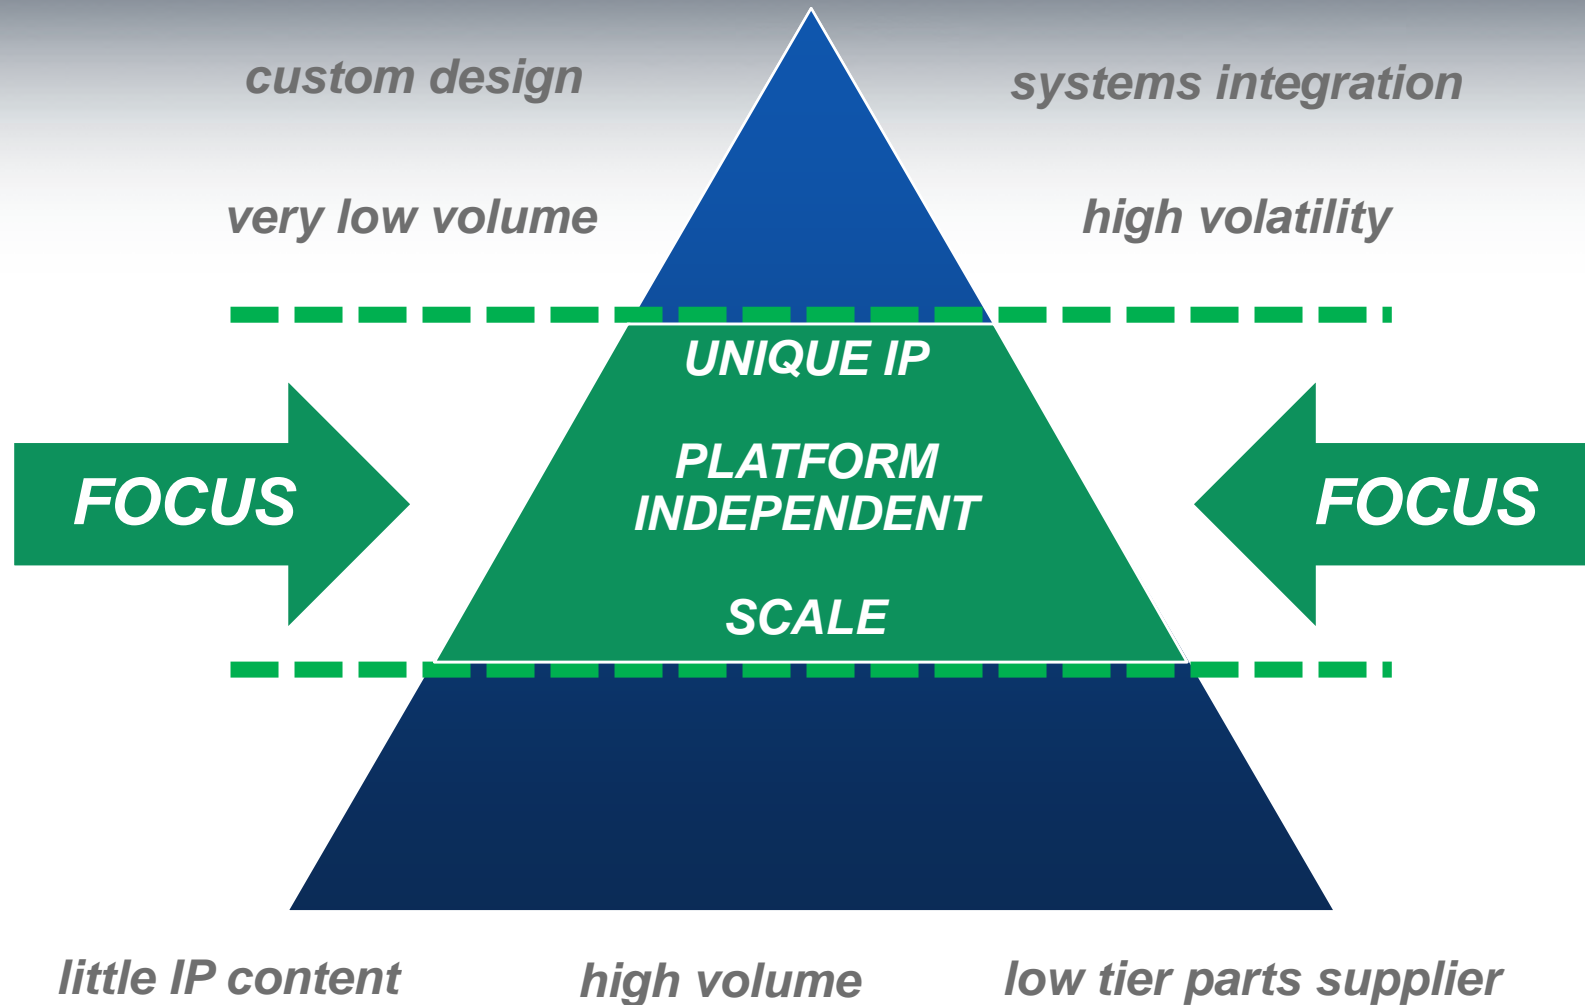 custom design
systems integration
very low volume
high volatility
UNIQUE IP
PLATFORM
INDEPENDENT
SCALE
FOCUS
FOCUS
little IP content
high volume
low tier parts supplier